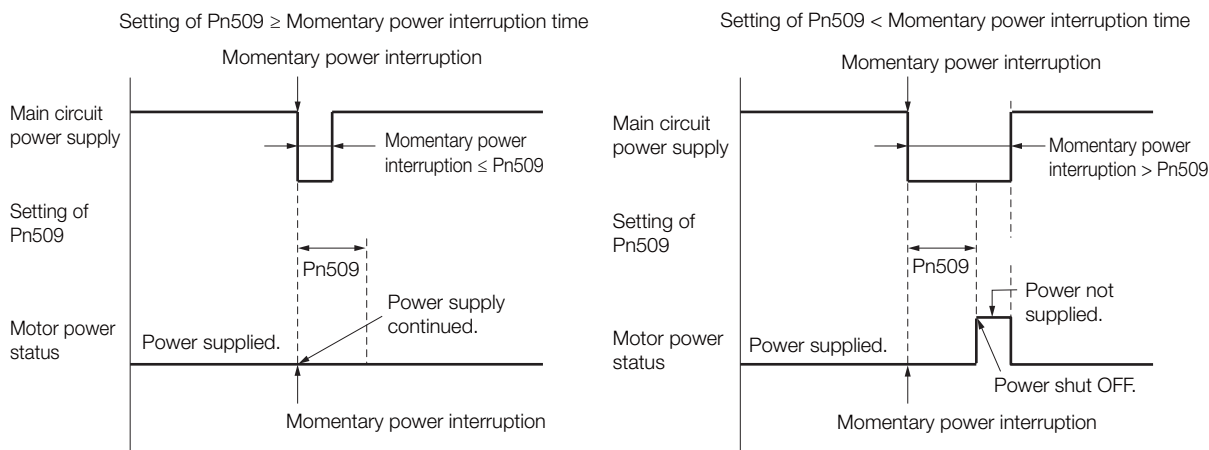 Setting of Pn509 ≥ Momentary power interruption time
Momentary power interruption
Main circuit
power supply
Momentary power
interruption ≤ Pn509
Setting of
Pn509
Pn509
Power supply
continued.
Motor power
status
Power supplied.
Momentary power interruption
Setting of Pn509 < Momentary power interruption time
Momentary power interruption
Main circuit
power supply
Momentary power
interruption > Pn509
Setting of
Pn509
Pn509
Power not
supplied.
Motor power
status
Power supplied.
Power shut OFF.
Momentary power interruption